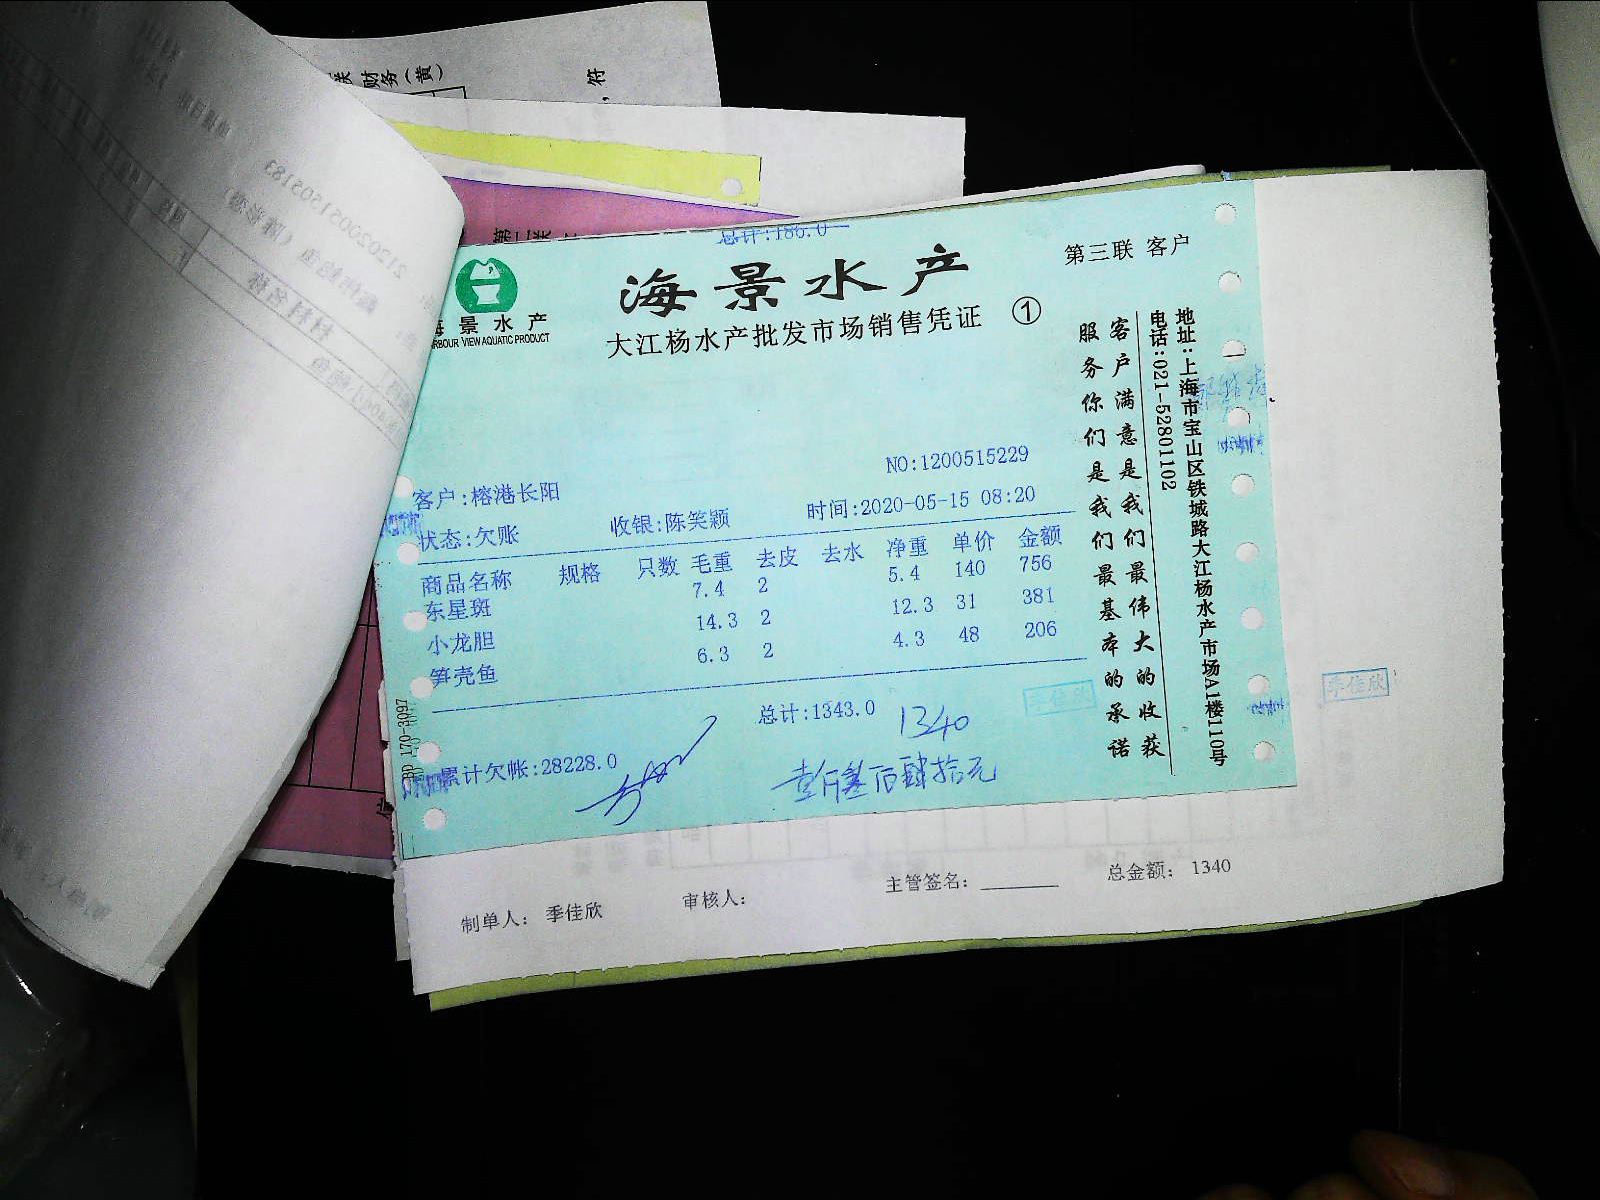 财务(黄)
符
总计:186.0
海景水产
第三联 客户
景水产
VIEW AQUATIC PRODUCT
大江杨水产批发市场销售凭证 ①
NO:1200515229
客户:榕港长阳
状态:欠账 收银:陈笑颖 时间:2020-05-15 08:20
商品名称 规格 只数 毛重 去皮 去水 净重 单价 金额
东星斑 7.4 2 5.4 140 756
小龙胆 14.3 2 12.3 31 381
笋壳鱼 6.3 2 4.3 48 206
总计:1343.0 1340
累计欠帐:28228.0
壹仟叁佰肆拾元
季佳欣
客户满意是我们最伟大的收获
服务你们是我们最基本的承诺
地址:上海市宝山区铁城路大江杨水产市场A1楼110号
电话:021-52801102
170-3097
季佳欣
制单人: 季佳欣 审核人: 主管签名: 总金额: 1340